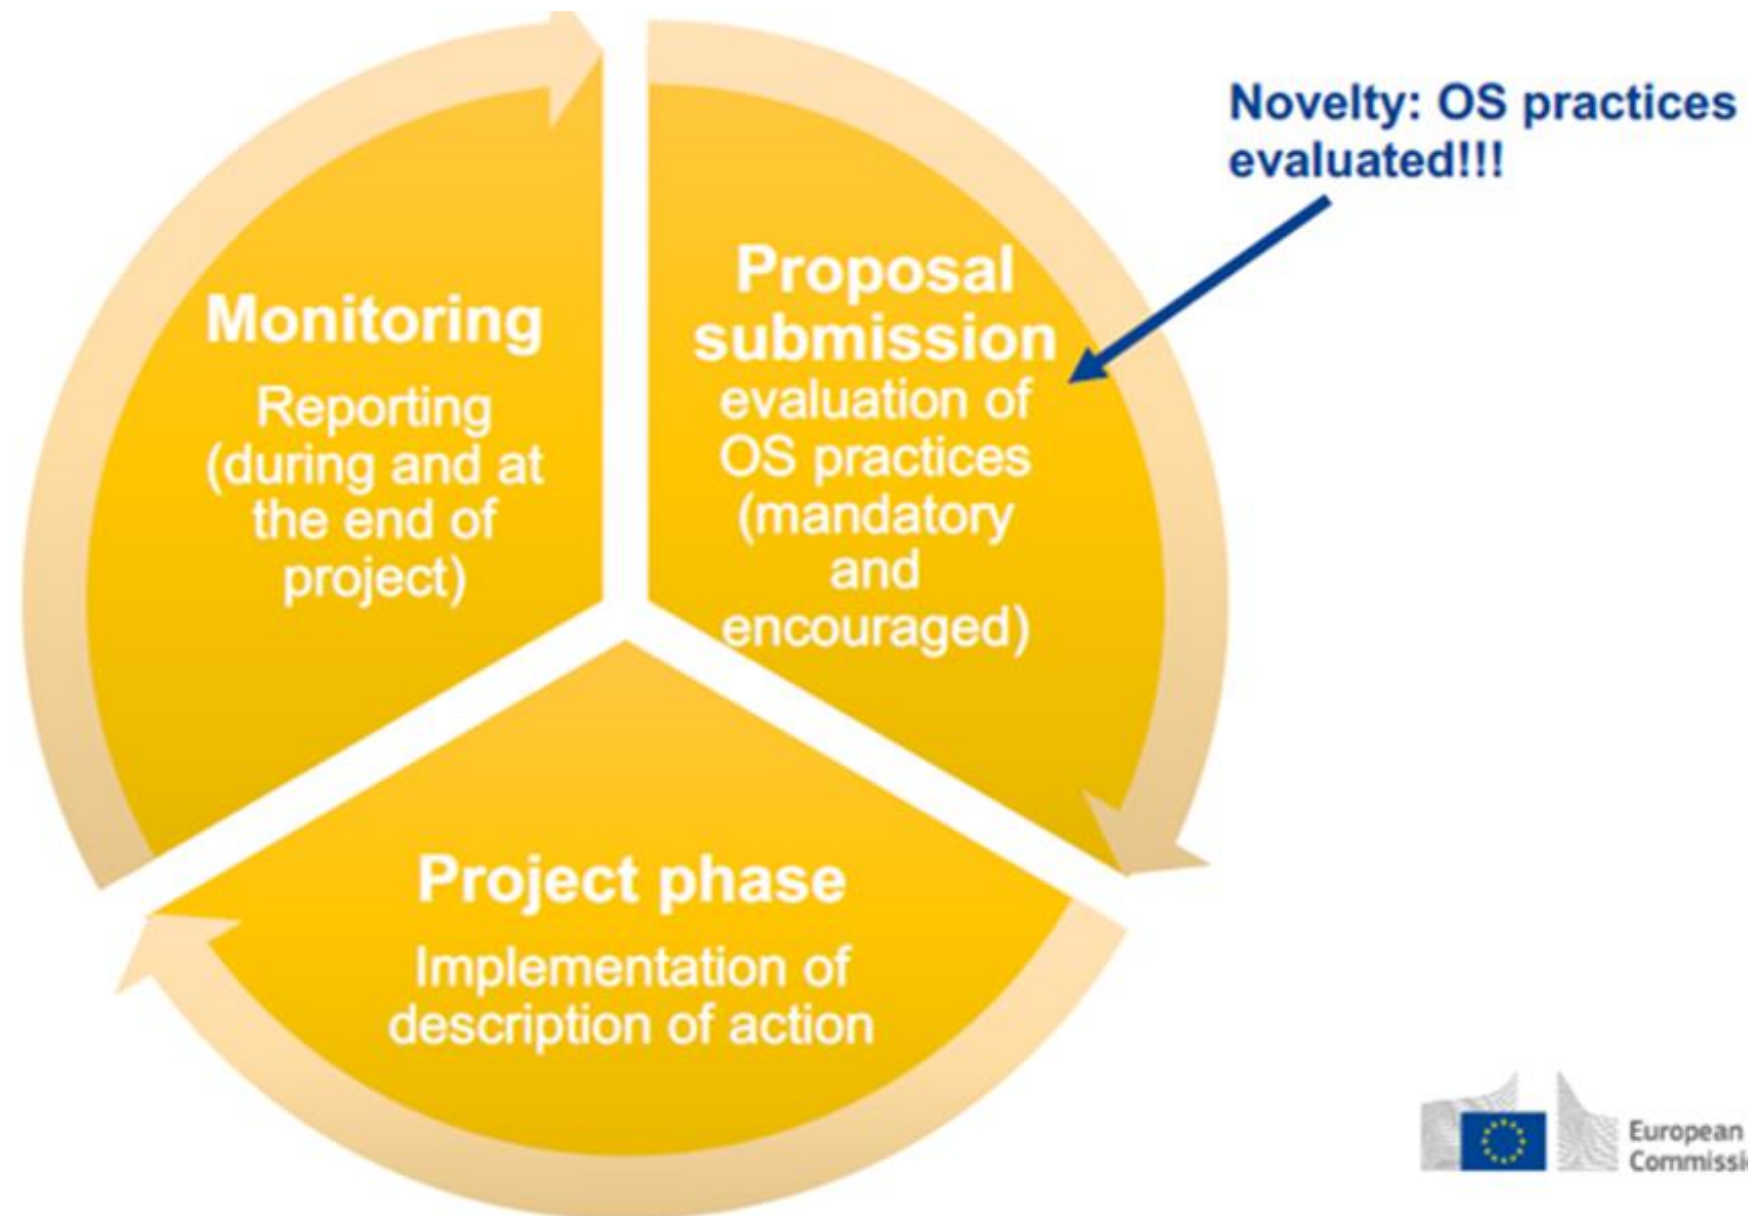 Novelty: OS practices
evaluated!!!
Proposal
submission
evaluation of
OS practices
(mandatory
and
encouraged)
Project phase
Implementation of
description of action
Monitoring
Reporting
(during and at
the end of
project)
European
Commissi